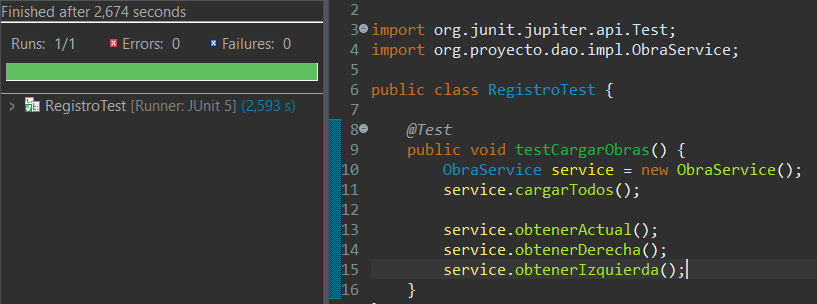 Finished after 2,674 seconds
Runs: 1/1 Errors: 0 Failures: 0
RegistroTest [Runner: JUnit 5] (2,593 s)
2
3 import org.junit.jupiter.api.Test;
4 import org.proyecto.dao.impl.ObraService;
5
6 public class RegistroTest {
7
8 @Test
9 public void testCargarObras() {
10 ObraService service = new ObraService();
11 service.cargarTodos();
12
13 service.obtenerActual();
14 service.obtenerDerecha();
15 service.obtenerIzquierda();
16 }